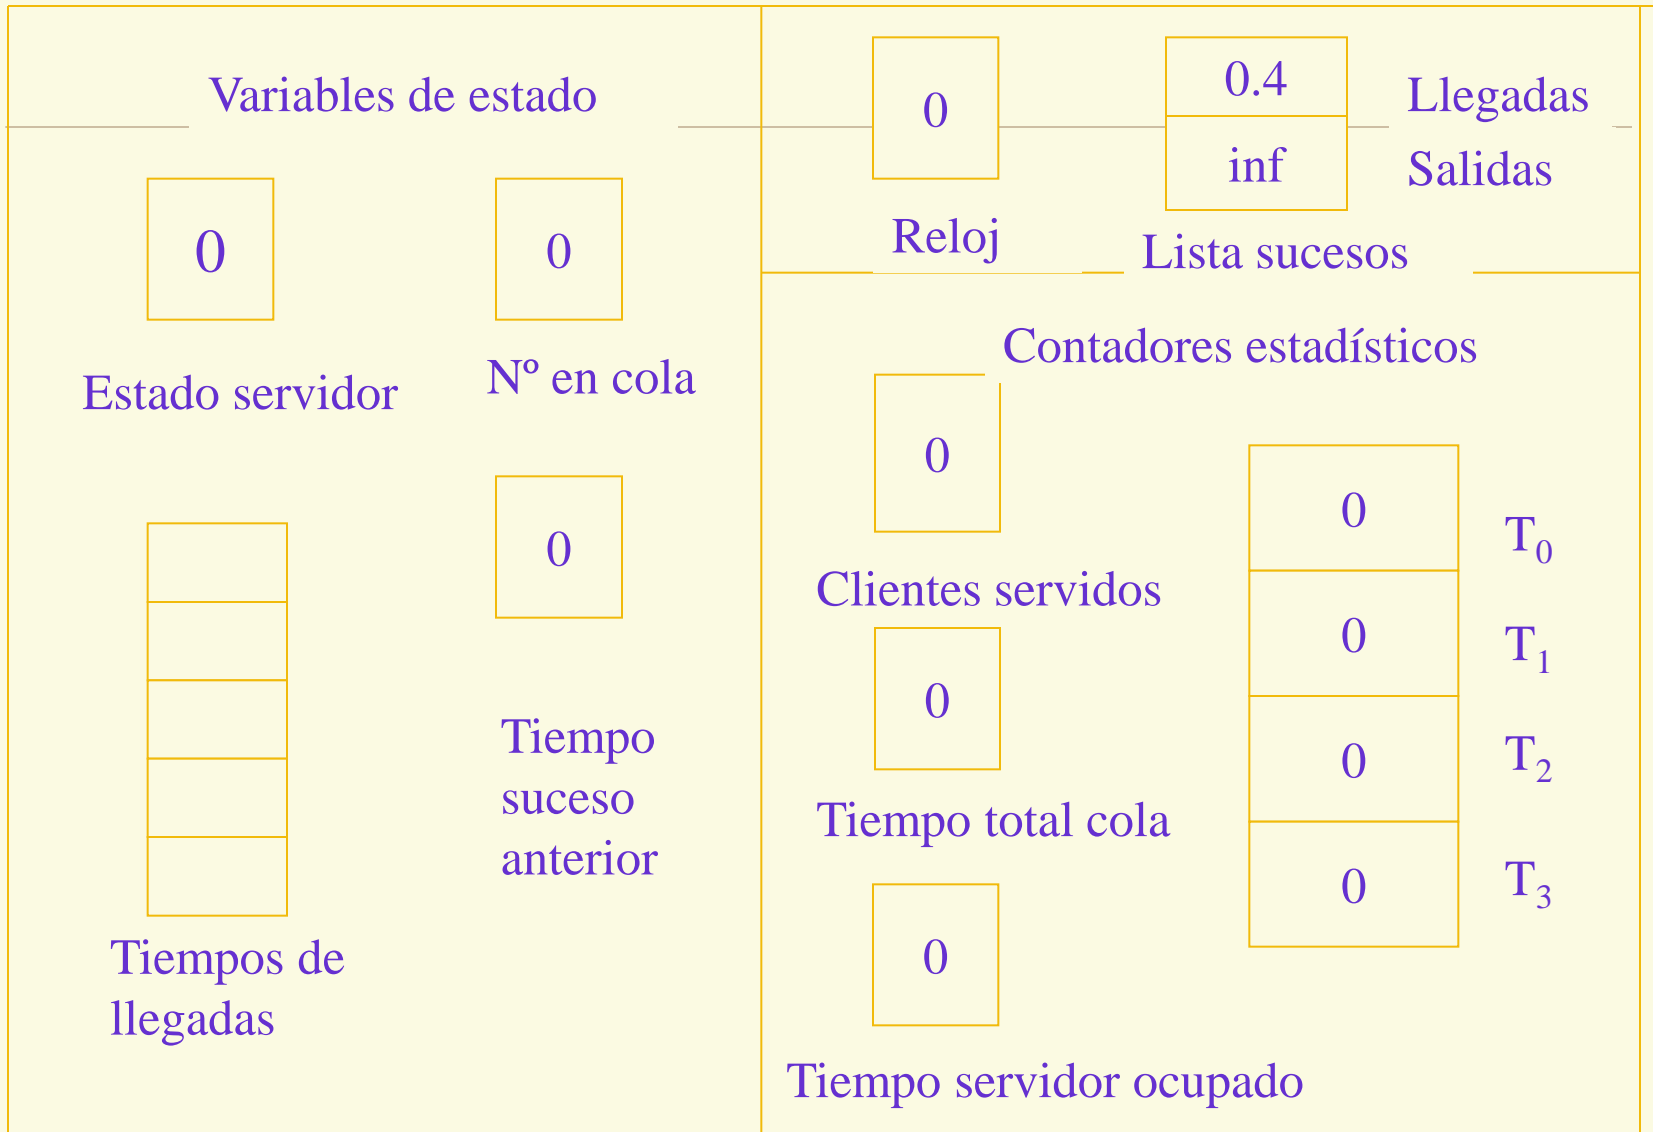 Variables de estado
0
0
Estado servidor
Nº en cola
0
Tiempo
suceso
anterior
Tiempos de
llegadas
0
Reloj
0.4
inf
Llegadas
Salidas
Lista sucesos
Contadores estadísticos
0
Clientes servidos
0
Tiempo total cola
0
Tiempo servidor ocupado
0 T₀
0 T₁
0 T₂
0 T₃